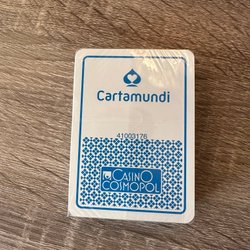 Cartamundi
41003176
CASINO
COSMOPOL